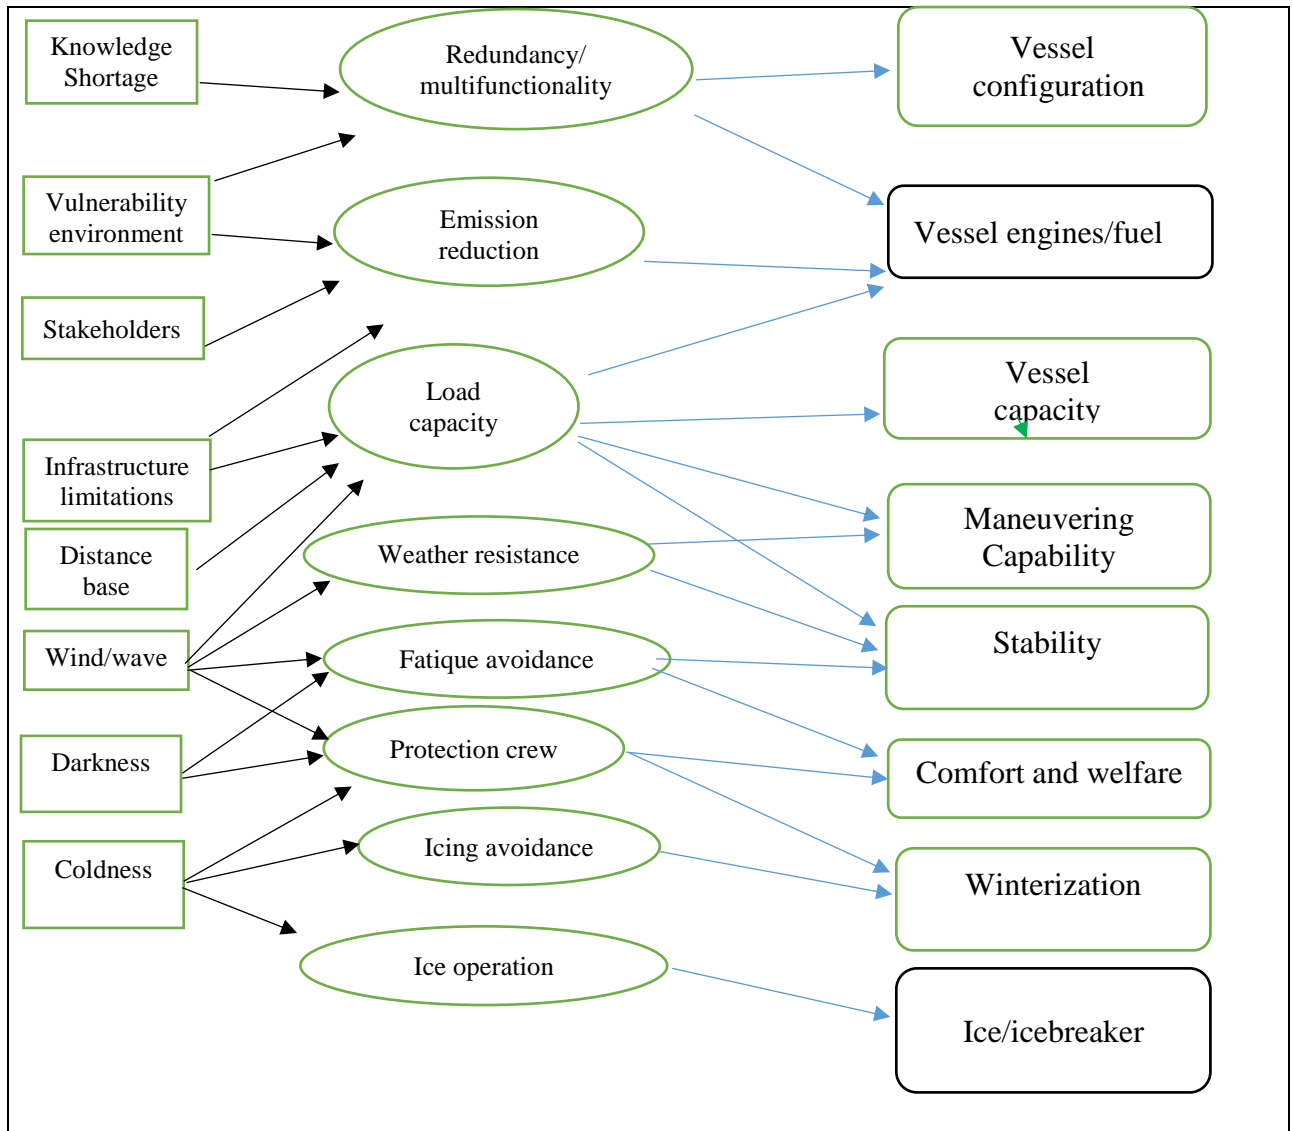 Knowledge
Shortage
Vulnerability
environment
Stakeholders
Infrastructure
limitations
Distance
base
Wind/wave
Darkness
Coldness
Redundancy/
multifunctionality
Emission
reduction
Load
capacity
Weather resistance
Fatique avoidance
Protection crew
Icing avoidance
Ice operation
Vessel
configuration
Vessel engines/fuel
Vessel
capacity
Maneuvering
Capability
Stability
Comfort and welfare
Winterization
Ice/icebreaker